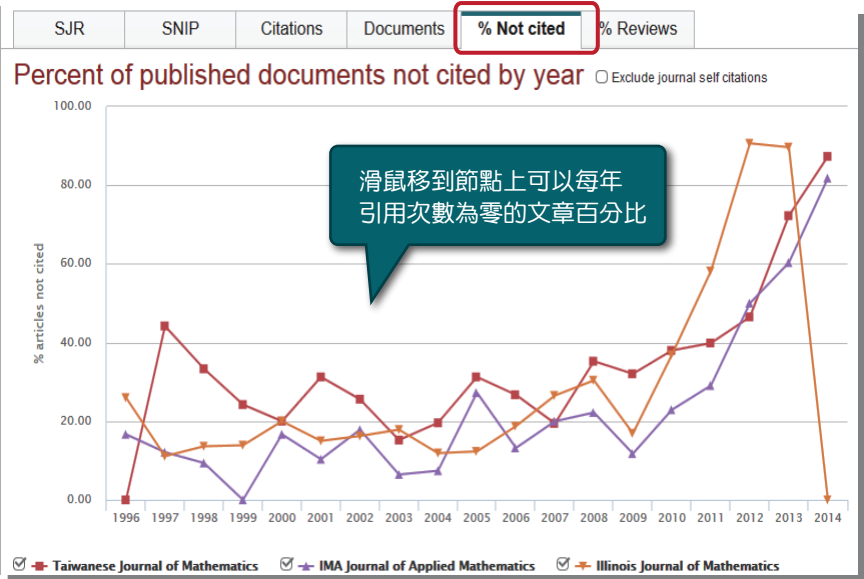 SJR SNIP Citations Documents % Not cited % Reviews
Percent of published documents not cited by year Exclude journal self citations
100.00
80.00
60.00
40.00
20.00
0.00
% articles not cited
滑鼠移到節點上可以每年
引用次數為零的文章百分比
1996 1997 1998 1999 2000 2001 2002 2003 2004 2005 2006 2007 2008 2009 2010 2011 2012 2013 2014
Taiwanese Journal of Mathematics IMA Journal of Applied Mathematics Illinois Journal of Mathematics